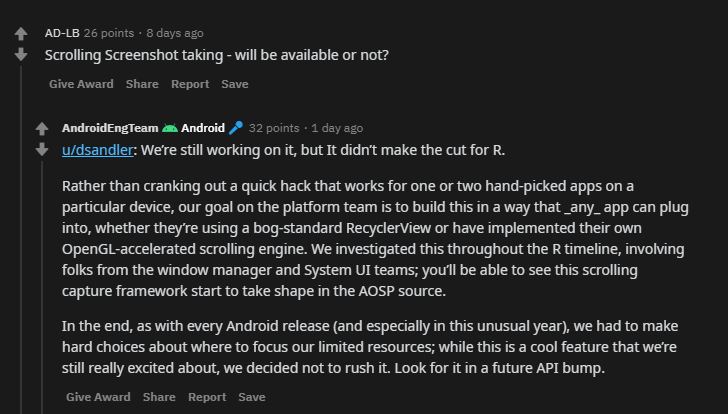 AD-LB 26 points · 8 days ago
Scrolling Screenshot taking - will be available or not?
Give Award Share Report Save
AndroidEngTeam Android 32 points · 1 day ago
u/dsandler: We’re still working on it, but It didn’t make the cut for R.
Rather than cranking out a quick hack that works for one or two hand-picked apps on a
particular device, our goal on the platform team is to build this in a way that _any_ app can plug
into, whether they’re using a bog-standard RecyclerView or have implemented their own
OpenGL-accelerated scrolling engine. We investigated this throughout the R timeline, involving
folks from the window manager and System UI teams; you’ll be able to see this scrolling
capture framework start to take shape in the AOSP source.
In the end, as with every Android release (and especially in this unusual year), we had to make
hard choices about where to focus our limited resources; while this is a cool feature that we’re
still really excited about, we decided not to rush it. Look for it in a future API bump.
Give Award Share Report Save